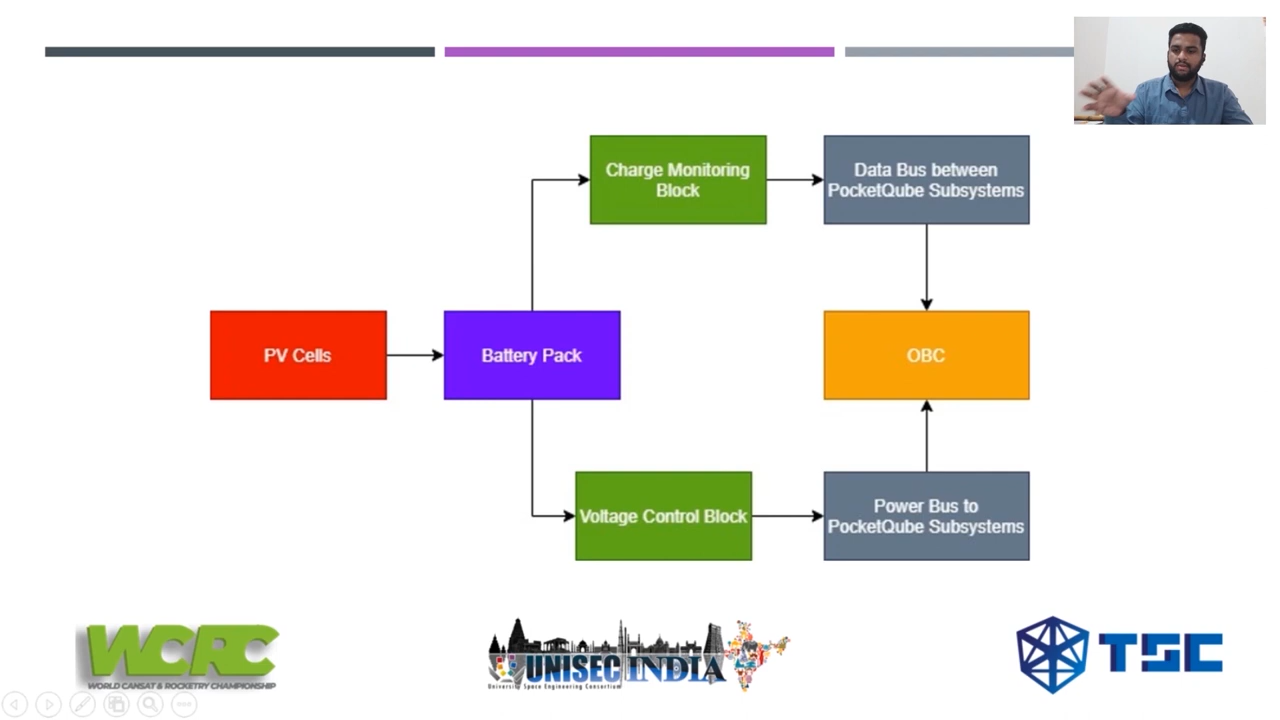 Charge Monitoring
Block
Data Bus between
PocketQube Subsystems
PV Cells
Battery Pack
OBC
Voltage Control Block
Power Bus to
PocketQube Subsystems
WCRC
WORLD CANSAT & ROCKETRY CHAMPIONSHIP
UNISEC INDIA
University Space Engineering Consortium
TSC